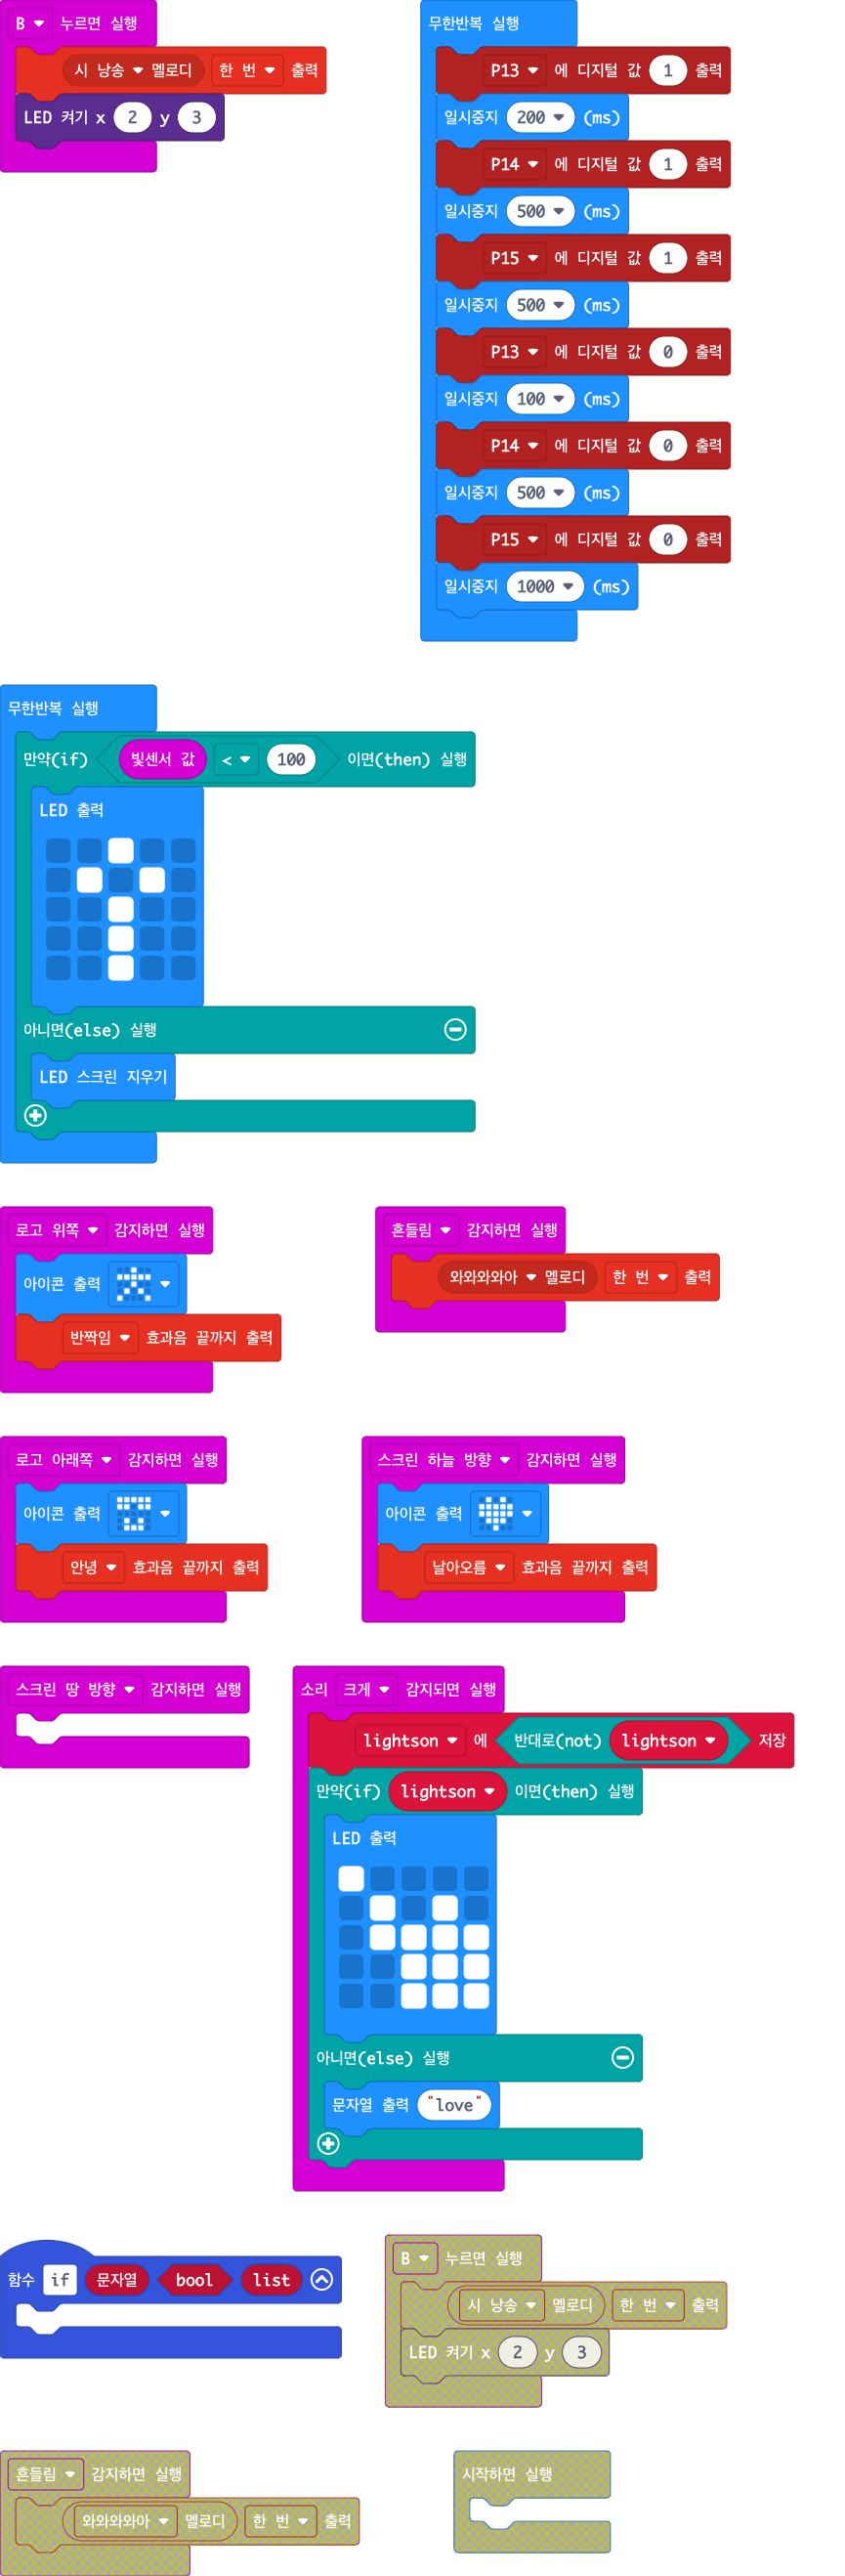 B 누르면 실행
시 낭송 멜로디 한 번 출력
LED 켜기 x 2 y 3
무한반복 실행
P13 에 디지털 값 1 출력
일시중지 200 (ms)
P14 에 디지털 값 1 출력
일시중지 500 (ms)
P15 에 디지털 값 1 출력
일시중지 500 (ms)
P13 에 디지털 값 0 출력
일시중지 100 (ms)
P14 에 디지털 값 0 출력
일시중지 500 (ms)
P15 에 디지털 값 0 출력
일시중지 1000 (ms)
무한반복 실행
만약(if) 빛센서 값 < 100 이면(then) 실행
LED 출력
아니면(else) 실행
LED 스크린 지우기
로고 위쪽 감지하면 실행
아이콘 출력
반짝임 효과음 끝까지 출력
흔들림 감지하면 실행
와와와와아 멜로디 한 번 출력
로고 아래쪽 감지하면 실행
아이콘 출력
안녕 효과음 끝까지 출력
스크린 하늘 방향 감지하면 실행
아이콘 출력
날아오름 효과음 끝까지 출력
스크린 땅 방향 감지하면 실행
소리 크게 감지되면 실행
lightson 에 반대로(not) lightson 저장
만약(if) lightson 이면(then) 실행
LED 출력
아니면(else) 실행
문자열 출력 "love"
함수 if 문자열 bool list
B 누르면 실행
시 낭송 멜로디 한 번 출력
LED 켜기 x 2 y 3
흔들림 감지하면 실행
와와와와아 멜로디 한 번 출력
시작하면 실행